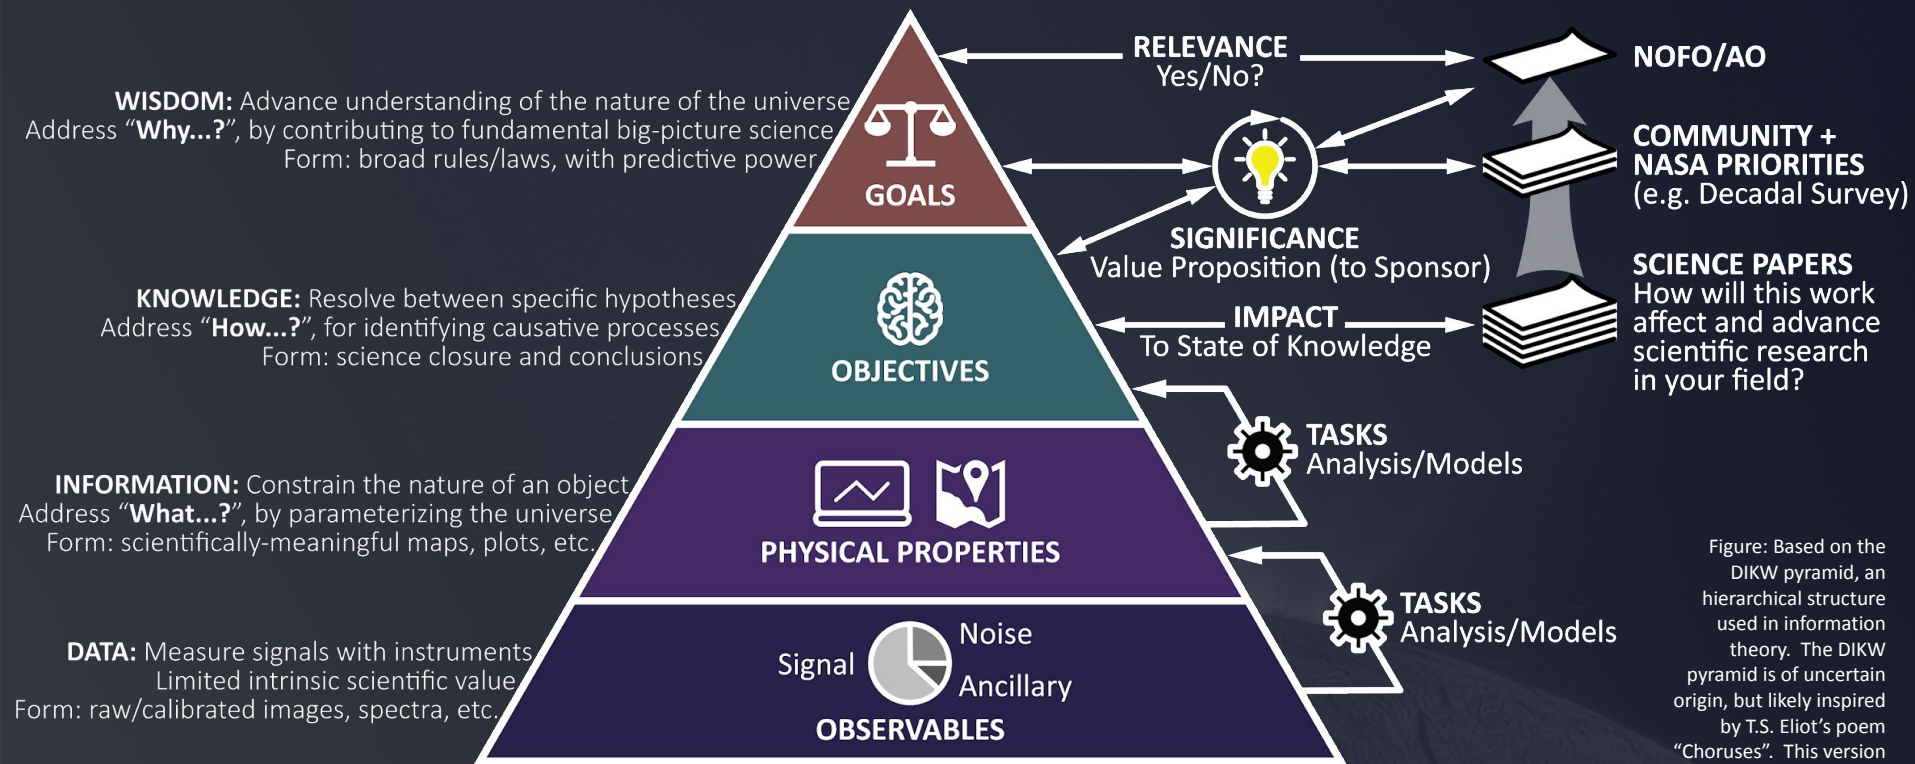 WISDOM: Advance understanding of the nature of the universe
Address “Why...?”, by contributing to fundamental big-picture science
Form: broad rules/laws, with predictive power
GOALS
RELEVANCE
Yes/No?
NOFO/AO
COMMUNITY +
NASA PRIORITIES
(e.g. Decadal Survey)
SIGNIFICANCE
Value Proposition (to Sponsor)
KNOWLEDGE: Resolve between specific hypotheses
Address “How...?”, for identifying causative processes
Form: science closure and conclusions
OBJECTIVES
IMPACT
To State of Knowledge
SCIENCE PAPERS
How will this work
affect and advance
scientific research
in your field?
TASKS
Analysis/Models
INFORMATION: Constrain the nature of an object
Address “What...?”, by parameterizing the universe
Form: scientifically-meaningful maps, plots, etc.
PHYSICAL PROPERTIES
TASKS
Analysis/Models
DATA: Measure signals with instruments
Limited intrinsic scientific value
Form: raw/calibrated images, spectra, etc.
Signal
Noise
Ancillary
OBSERVABLES
Figure: Based on the
DIKW pyramid, an
hierarchical structure
used in information
theory. The DIKW
pyramid is of uncertain
origin, but likely inspired
by T.S. Eliot’s poem
“Choruses”. This version